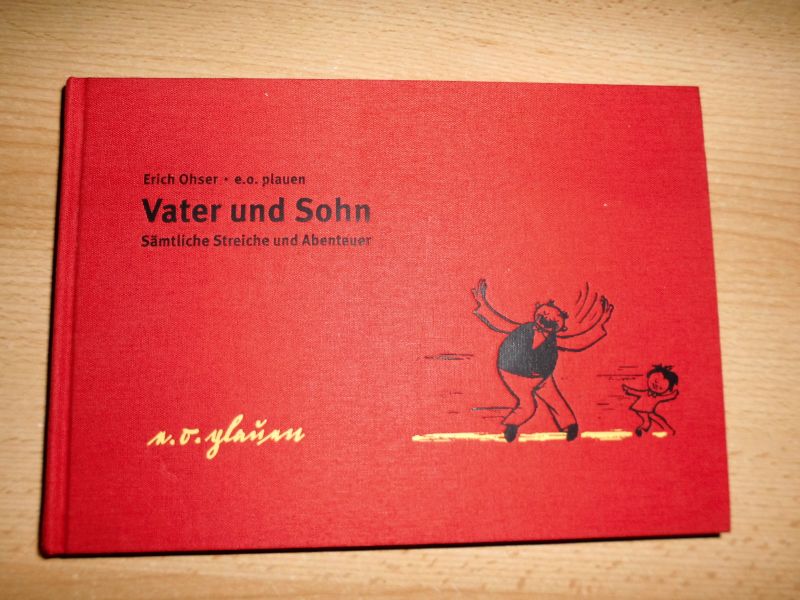 Erich Ohser · e.o. plauen
Vater und Sohn
Sämtliche Streiche und Abenteuer
e. o. plauen